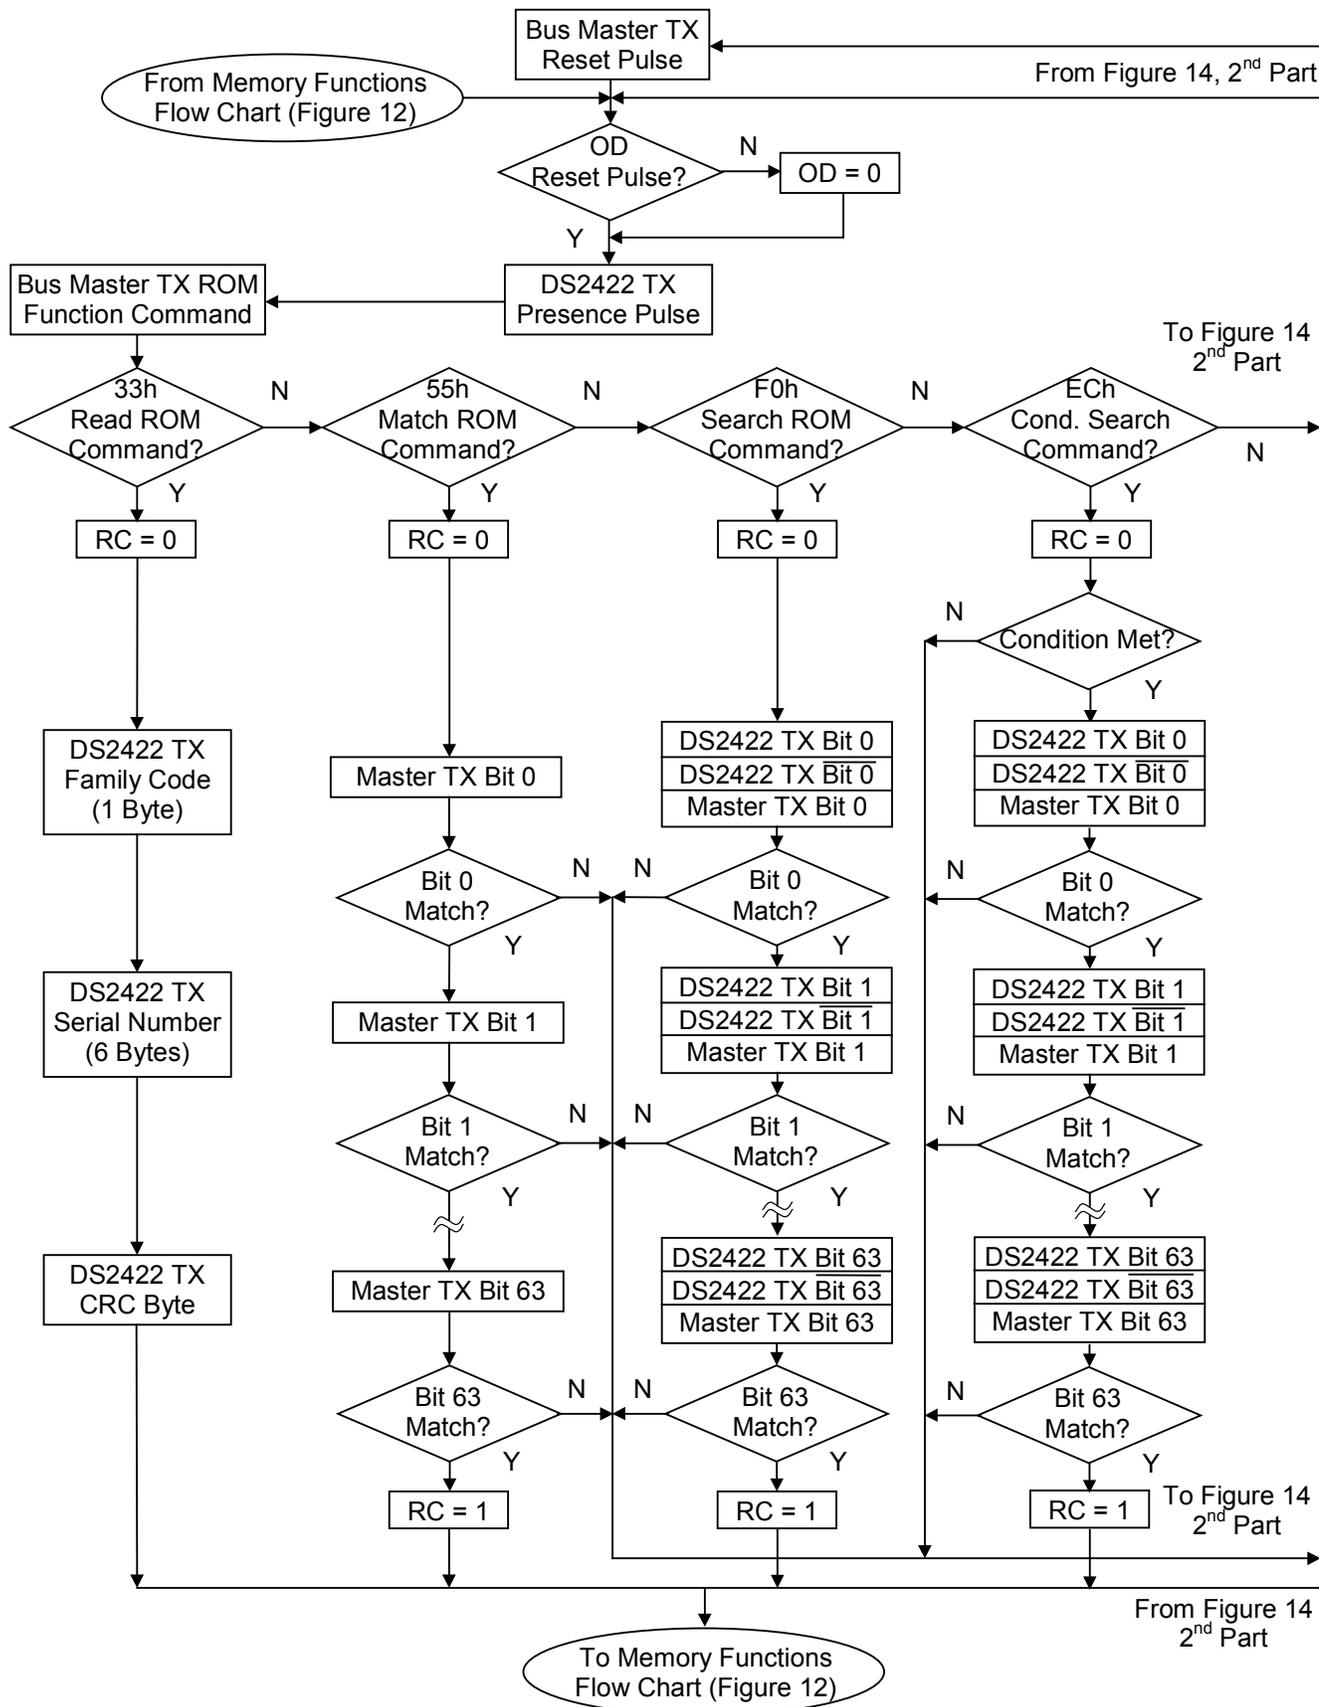 Bus Master TX
Reset Pulse
From Memory Functions
Flow Chart (Figure 12)
From Figure 14, 2nd Part
OD
Reset Pulse?
N
OD = 0
Y
Bus Master TX ROM
Function Command
DS2422 TX
Presence Pulse
To Figure 14
2nd Part
33h
Read ROM
Command?
N
55h
Match ROM
Command?
N
F0h
Search ROM
Command?
N
ECh
Cond. Search
Command?
N
Y
Y
Y
Y
RC = 0
RC = 0
RC = 0
RC = 0
N
Condition Met?
Y
DS2422 TX
Family Code
(1 Byte)
Master TX Bit 0
DS2422 TX Bit 0
DS2422 TX B̅i̅t̅ ̅0̅
Master TX Bit 0
DS2422 TX Bit 0
DS2422 TX B̅i̅t̅ ̅0̅
Master TX Bit 0
Bit 0
Match?
N
N
Bit 0
Match?
N
Bit 0
Match?
Y
Y
Y
DS2422 TX
Serial Number
(6 Bytes)
Master TX Bit 1
DS2422 TX Bit 1
DS2422 TX B̅i̅t̅ ̅1̅
Master TX Bit 1
DS2422 TX Bit 1
DS2422 TX B̅i̅t̅ ̅1̅
Master TX Bit 1
Bit 1
Match?
N
N
Bit 1
Match?
N
Bit 1
Match?
Y
Y
Y
DS2422 TX
CRC Byte
Master TX Bit 63
DS2422 TX Bit 63
DS2422 TX B̅i̅t̅ ̅6̅3̅
Master TX Bit 63
DS2422 TX Bit 63
DS2422 TX B̅i̅t̅ ̅6̅3̅
Master TX Bit 63
Bit 63
Match?
N
N
Bit 63
Match?
N
Bit 63
Match?
Y
Y
Y
RC = 1
RC = 1
RC = 1
To Figure 14
2nd Part
From Figure 14
2nd Part
To Memory Functions
Flow Chart (Figure 12)